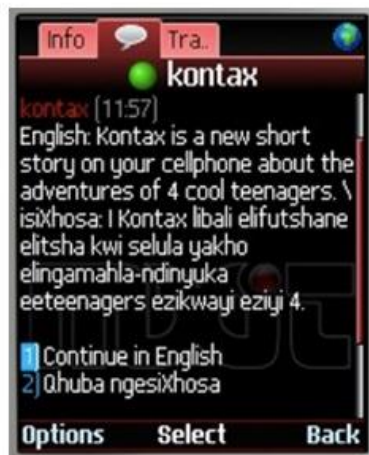 Info
Tra..
kontax
kontax (11:57)
English: Kontax is a new short
story on your cellphone about the
adventures of 4 cool teenagers. \
isiXhosa: I Kontax libali elifutshane
elitsha kwi selula yakho
elingamahla-ndinyuka
eeteenagers ezikwayi eziyi 4.
1) Continue in English
2) Qhuba ngesiXhosa
Options Select Back